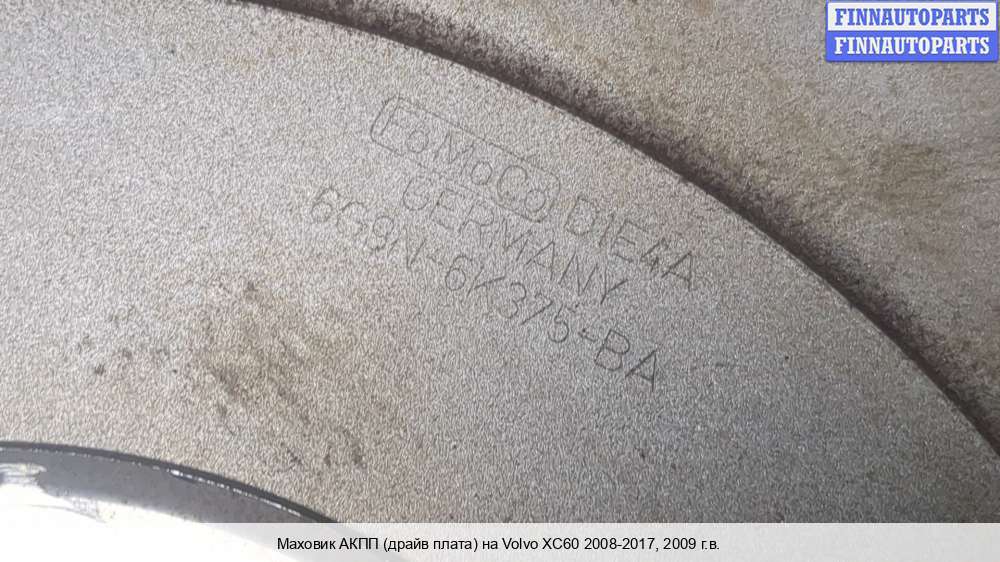 FINNAUTOPARTS
FINNAUTOPARTS
FoMoCo D1E4A
GERMANY
6G9N-6K375-BA
Маховик АКПП (драйв плата) на Volvo XC60 2008-2017, 2009 г.в.